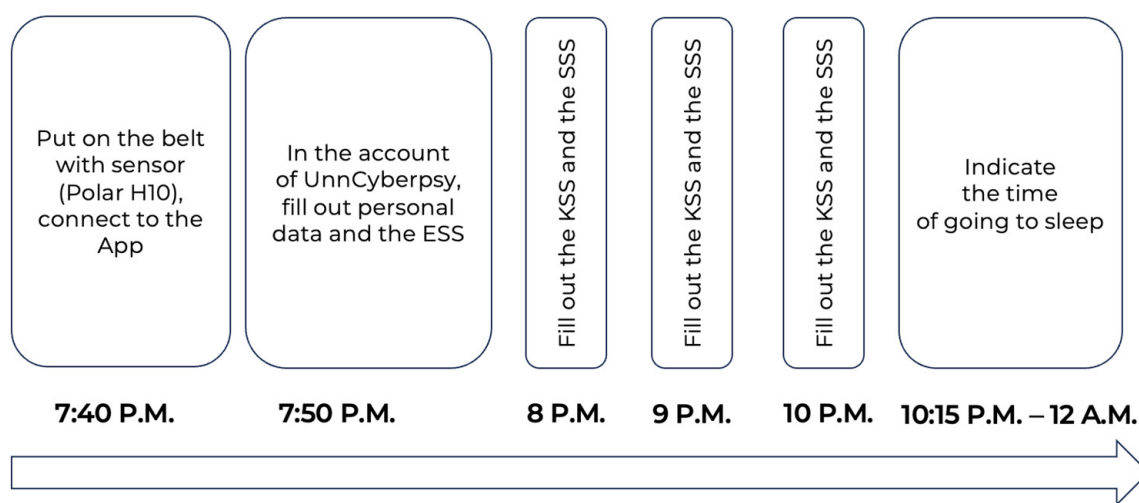 Put on the belt
with sensor
(Polar H10),
connect to the
App
In the account
of UnnCyberpsy,
fill out personal
data and the ESS
Fill out the KSS and the SSS
Fill out the KSS and the SSS
Fill out the KSS and the SSS
Indicate
the time
of going to sleep
7:40 P.M.
7:50 P.M.
8 P.M.
9 P.M.
10 P.M.
10:15 P.M. – 12 A.M.